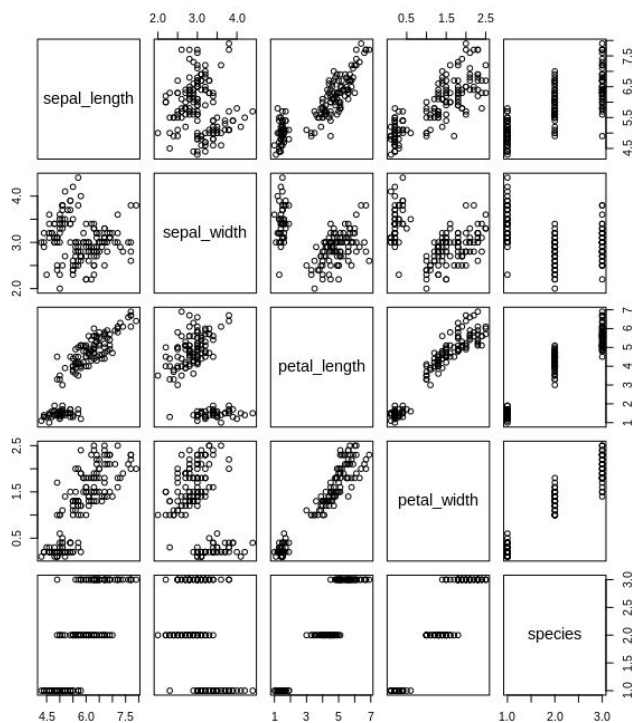 2.0 3.0 4.0
0.5 1.5 2.5
sepal_length
4.5 5.5 6.5 7.5
2.0 3.0 4.0
sepal_width
petal_length
1 2 3 4 5 6 7
0.5 1.5 2.5
petal_width
species
1.0 1.5 2.0 2.5 3.0
4.5 6.0 7.5
1 3 5 7
1.0 2.0 3.0